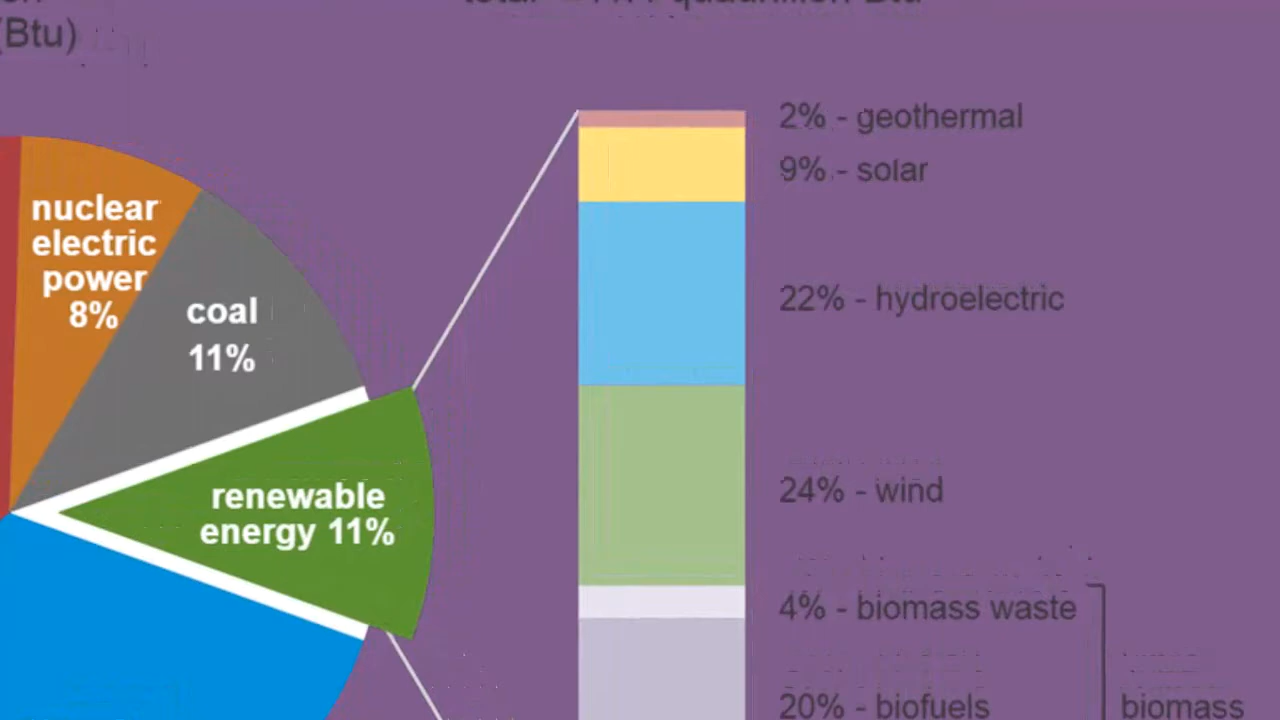 (Btu)
nuclear
electric
power
8%
coal
11%
renewable
energy 11%
2% - geothermal
9% - solar
22% - hydroelectric
24% - wind
4% - biomass waste
20% - biofuels
biomass